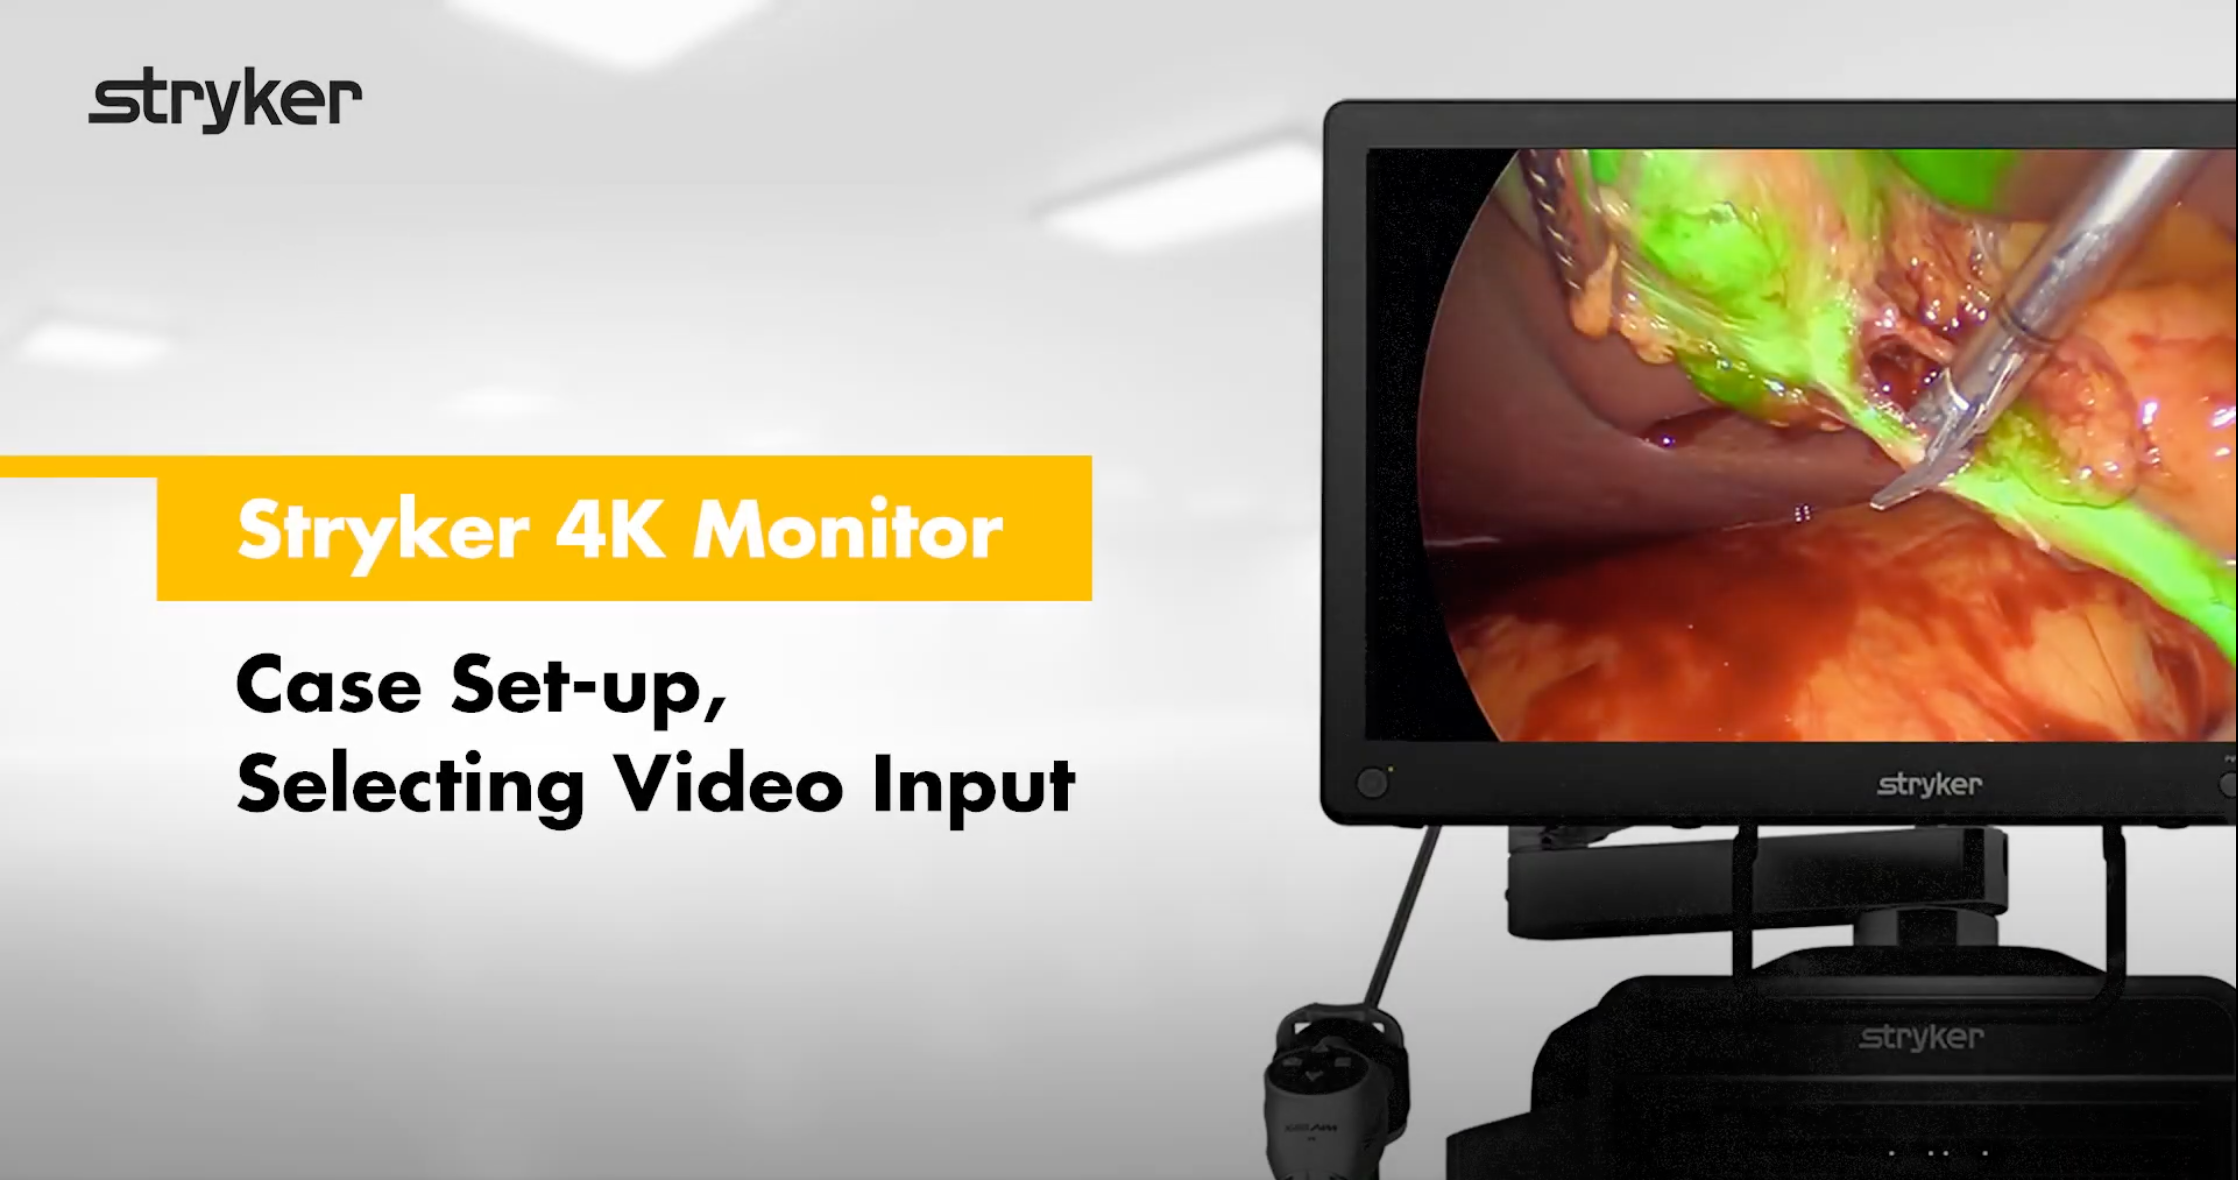 stryker
Stryker 4K Monitor
Case Set-up,
Selecting Video Input
stryker
stryker